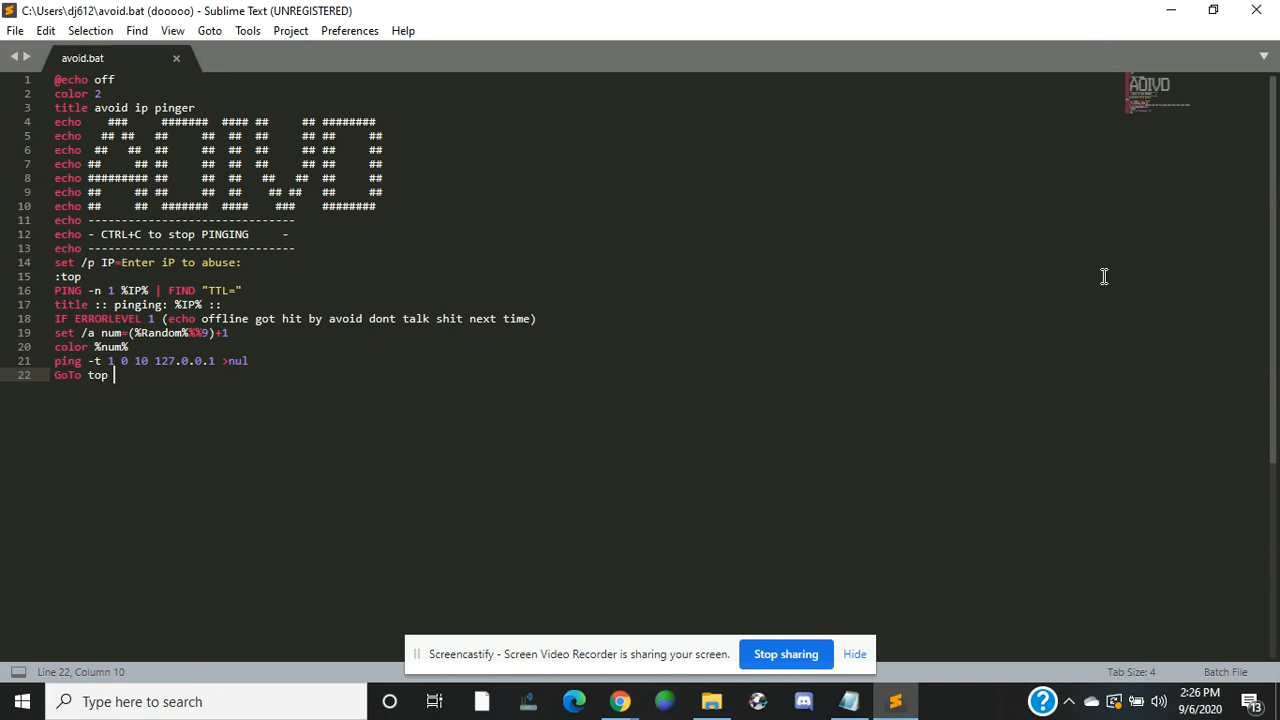 C:\Users\dj612\avoid.bat (dooooo) - Sublime Text (UNREGISTERED)
File Edit Selection Find View Goto Tools Project Preferences Help
avoid.bat
1 @echo off
2 color 2
3 title avoid ip pinger
4 echo    ###     #######  #### ##     ## ########
5 echo   ## ##   ##     ##  ##  ##     ## ##     ##
6 echo  ##   ##  ##     ##  ##  ##     ## ##     ##
7 echo ##     ## ##     ##  ##  ##     ## ##     ##
8 echo ######### ##     ##  ##   ##   ##  ##     ##
9 echo ##     ## ##     ##  ##    ## ##   ##     ##
10 echo ##     ##  #######  ####    ###    ########
11 echo -------------------------------
12 echo - CTRL+C to stop PINGING     -
13 echo -------------------------------
14 set /p IP=Enter iP to abuse:
15 :top
16 PING -n 1 %IP% | FIND "TTL="
17 title :: pinging: %IP% ::
18 IF ERRORLEVEL 1 (echo offline got hit by avoid dont talk shit next time)
19 set /a num=(%Random%%%9)+1
20 color %num%
21 ping -t 1 0 10 127.0.0.1 >nul
22 GoTo top
Screencastify - Screen Video Recorder is sharing your screen. Stop sharing Hide
Line 22, Column 10 Tab Size: 4 Batch File
Type here to search
2:26 PM
9/6/2020
13